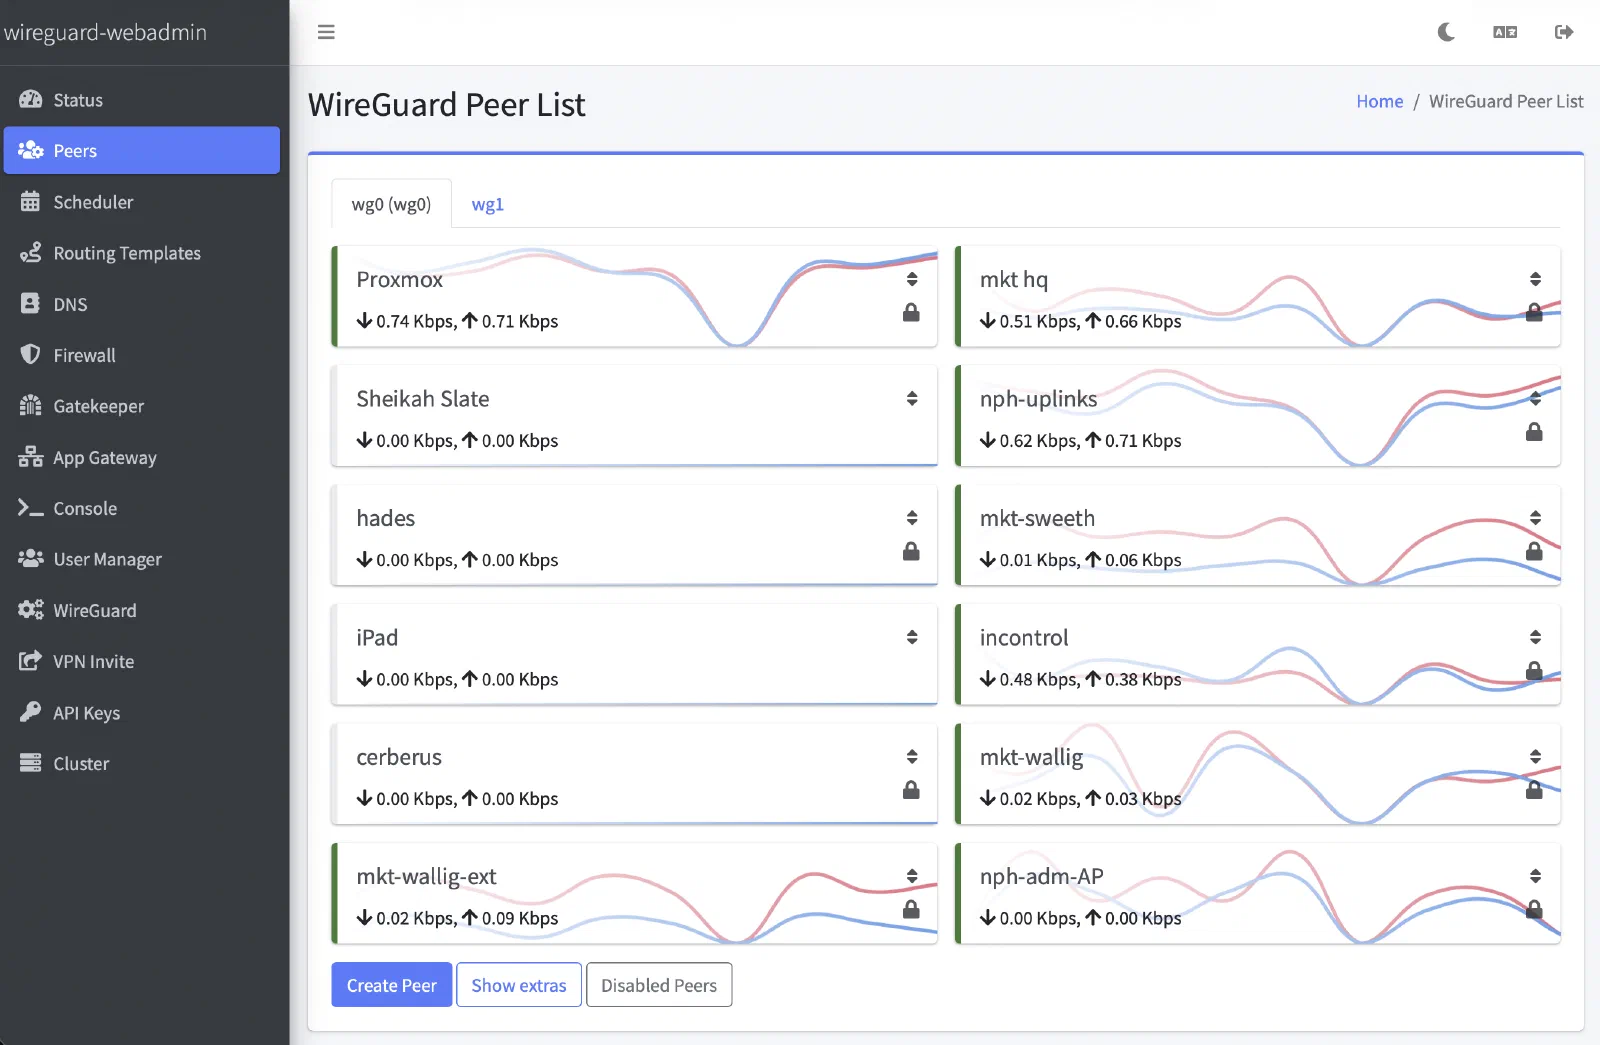 wireguard-webadmin
Status
Peers
Scheduler
Routing Templates
DNS
Firewall
Gatekeeper
App Gateway
Console
User Manager
WireGuard
VPN Invite
API Keys
Cluster
WireGuard Peer List
Home / WireGuard Peer List
wg0 (wg0)
wg1
Proxmox
0.74 Kbps, 0.71 Kbps
mkt hq
0.51 Kbps, 0.66 Kbps
Sheikah Slate
0.00 Kbps, 0.00 Kbps
nph-uplinks
0.62 Kbps, 0.71 Kbps
hades
0.00 Kbps, 0.00 Kbps
mkt-sweeth
0.01 Kbps, 0.06 Kbps
iPad
0.00 Kbps, 0.00 Kbps
incontrol
0.48 Kbps, 0.38 Kbps
cerberus
0.00 Kbps, 0.00 Kbps
mkt-wallig
0.02 Kbps, 0.03 Kbps
mkt-wallig-ext
0.02 Kbps, 0.09 Kbps
nph-adm-AP
0.00 Kbps, 0.00 Kbps
Create Peer
Show extras
Disabled Peers